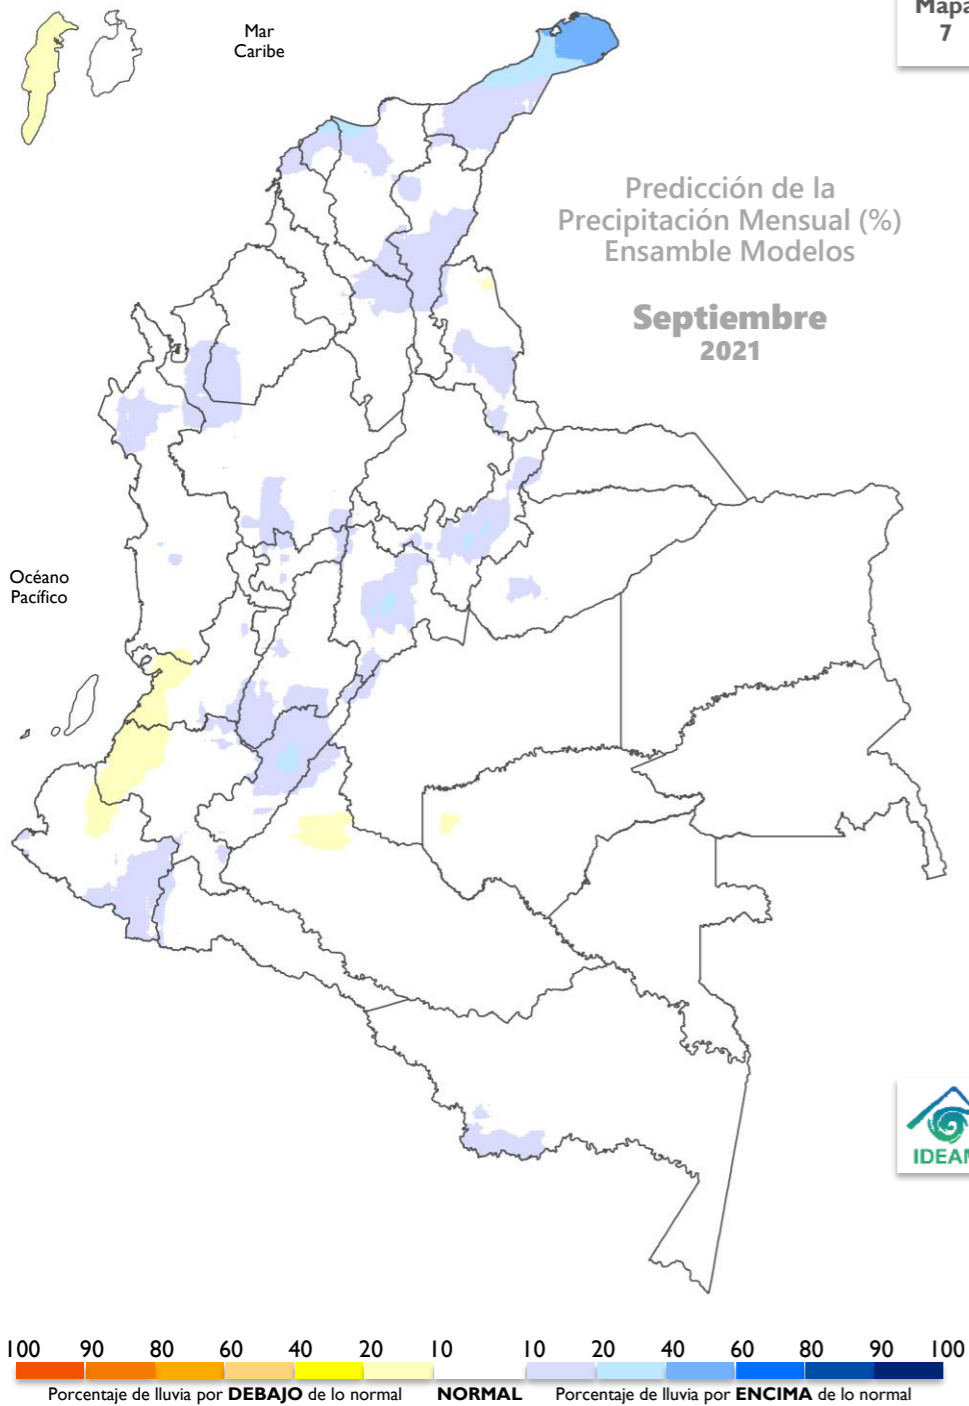 Mapa
7
Mar
Caribe
Predicción de la
Precipitación Mensual (%)
Ensamble Modelos
Septiembre
2021
Océano
Pacífico
IDEAM
100 90 80 60 40 20 10 10 20 40 60 80 90 100
Porcentaje de lluvia por DEBAJO de lo normal NORMAL Porcentaje de lluvia por ENCIMA de lo normal